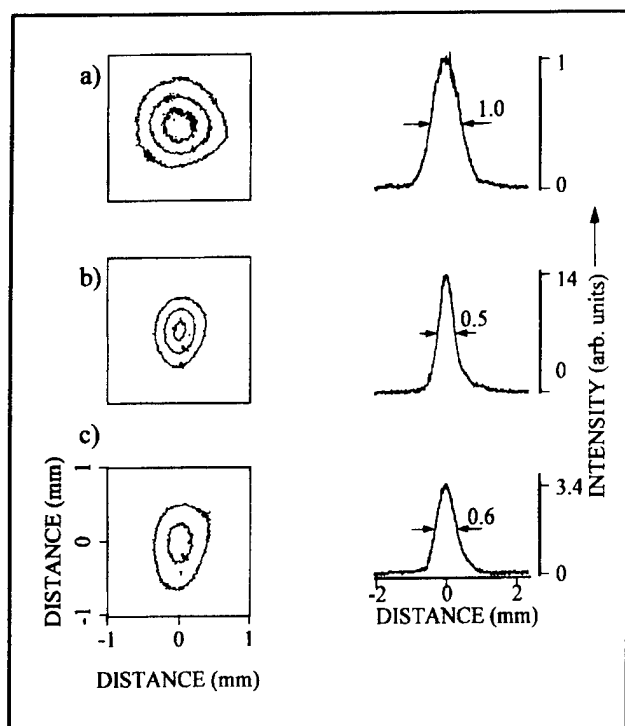 a)
1
1.0
0
b)
14
0.5
0
c)
1
0
-1
-1 0 1
DISTANCE (mm)
DISTANCE (mm)
3.4
0.6
0
-2 0 2
DISTANCE (mm)
INTENSITY (arb. units)